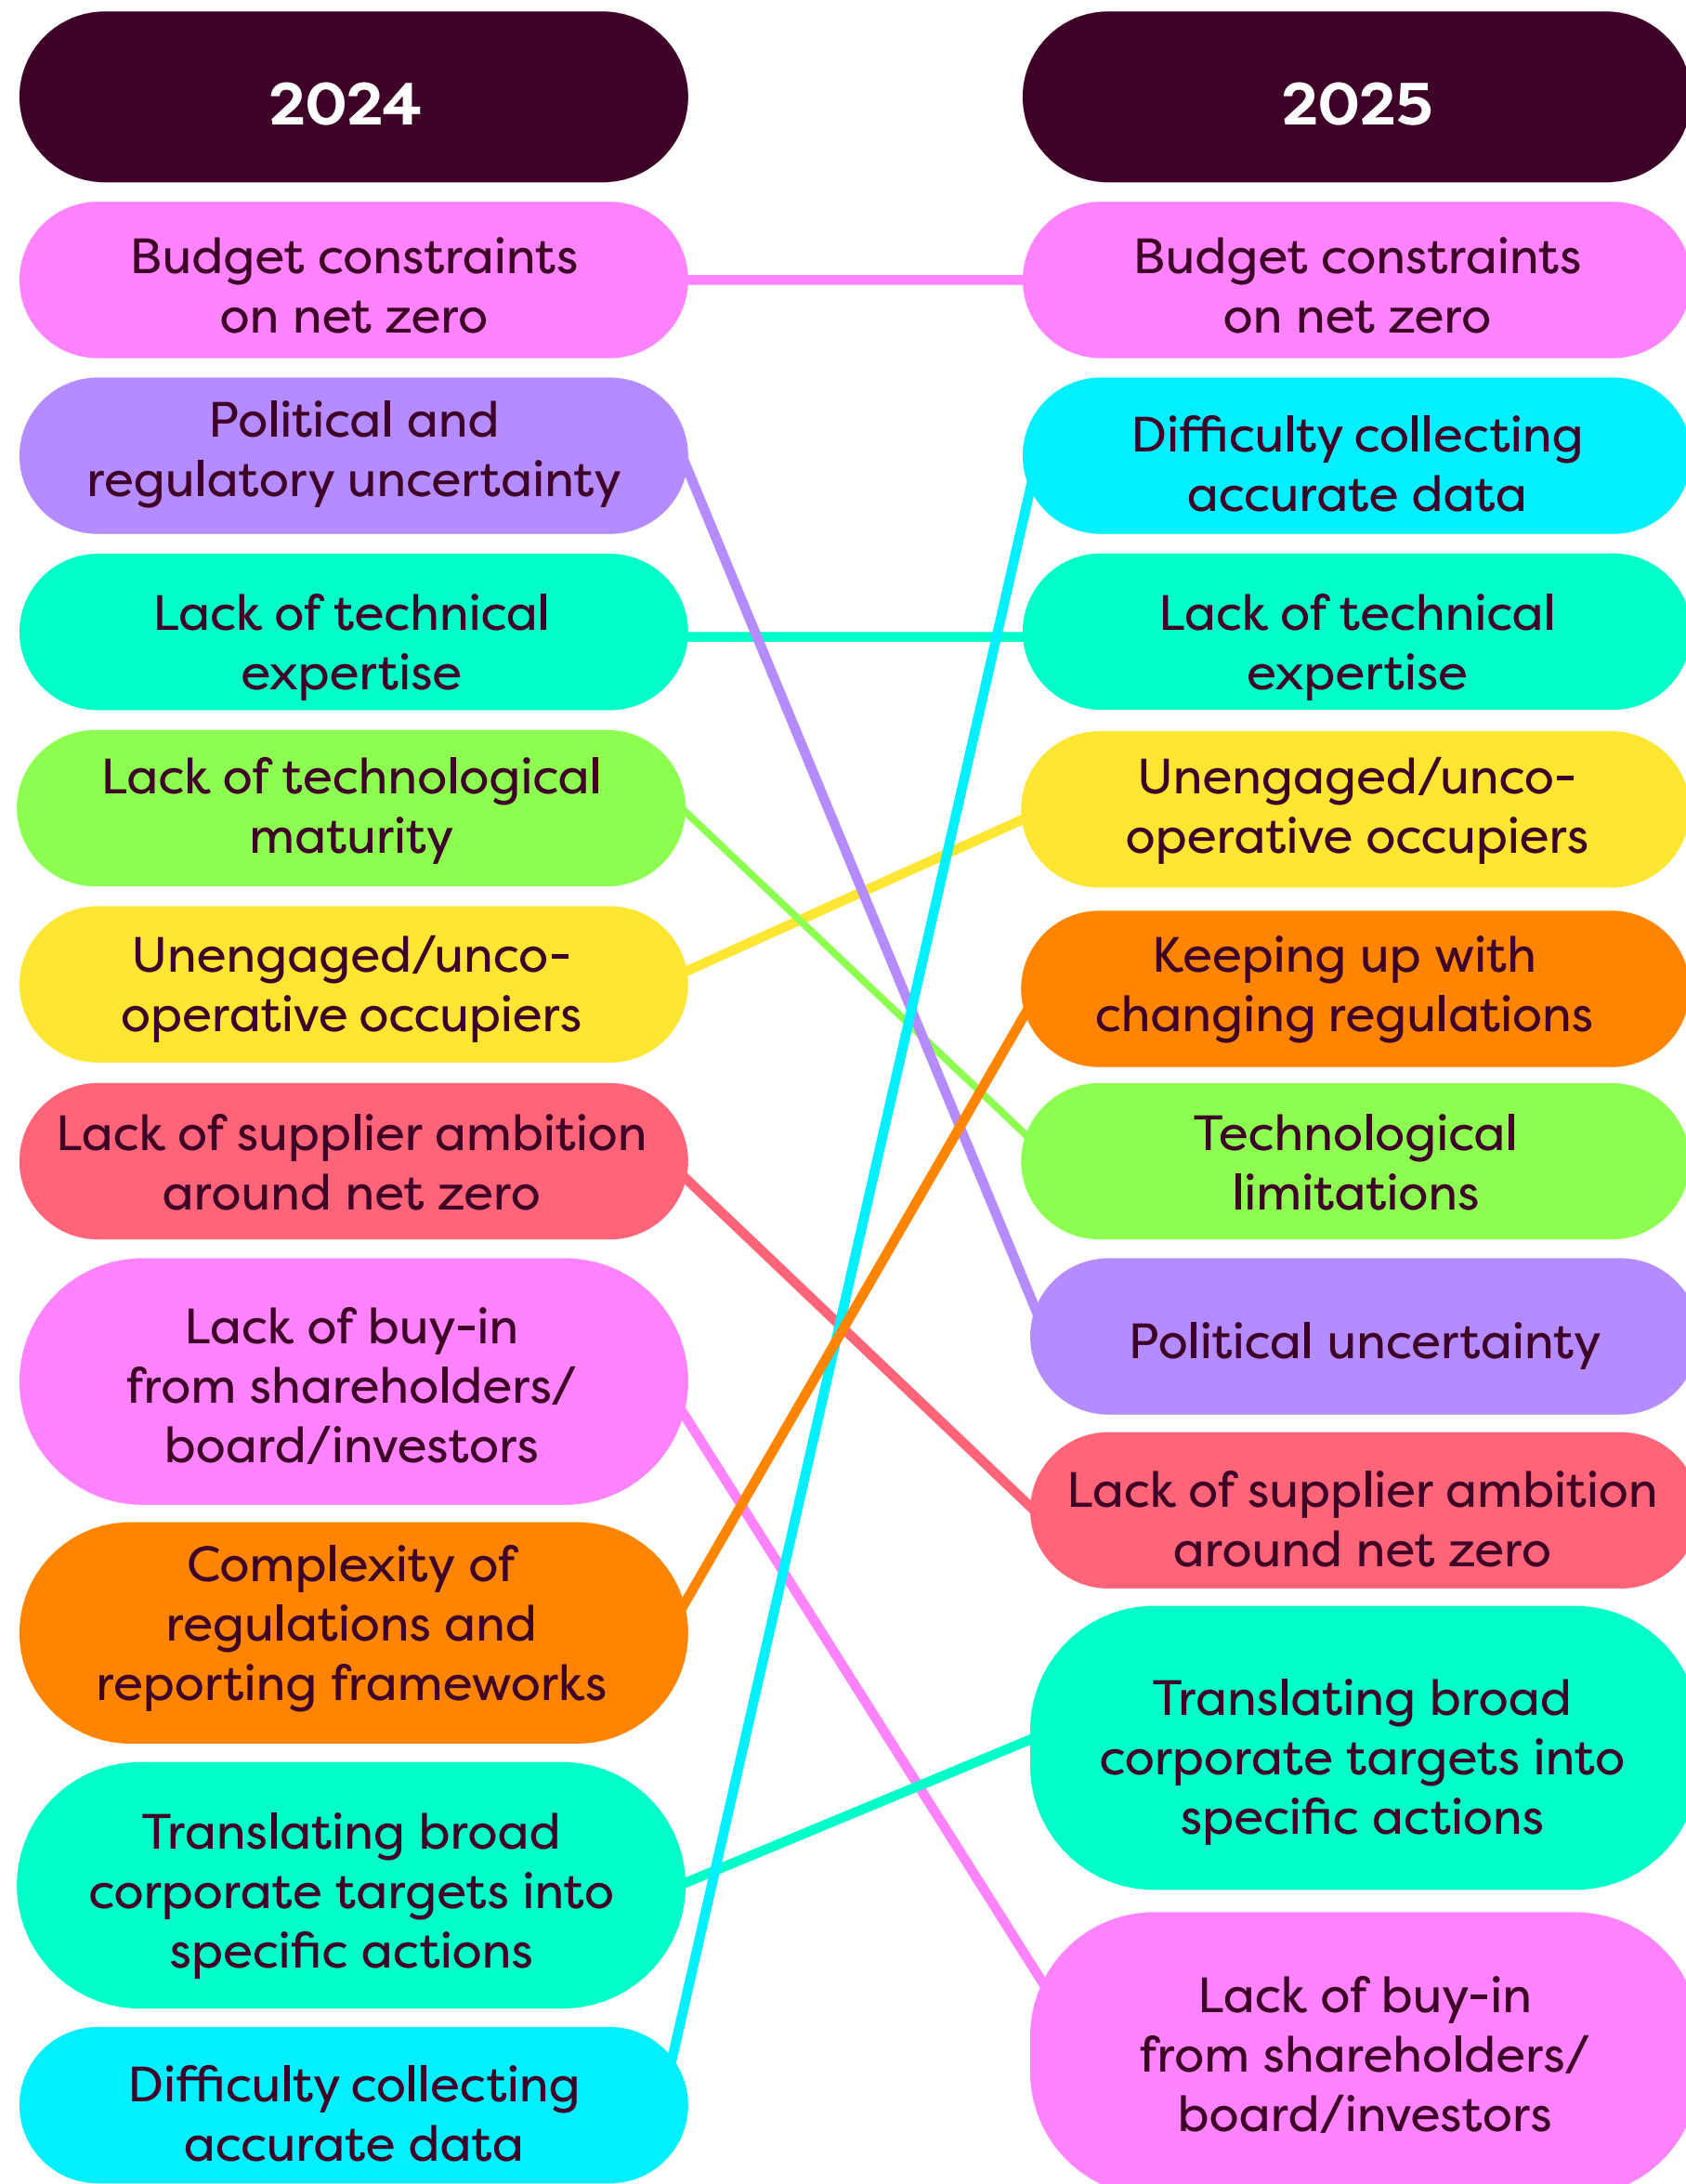 2024
Budget constraints
on net zero
Political and
regulatory uncertainty
Lack of technical
expertise
Lack of technological
maturity
Unengaged/unco-
operative occupiers
Lack of supplier ambition
around net zero
Lack of buy-in
from shareholders/
board/investors
Complexity of
regulations and
reporting frameworks
Translating broad
corporate targets into
specific actions
Difficulty collecting
accurate data
2025
Budget constraints
on net zero
Difficulty collecting
accurate data
Lack of technical
expertise
Unengaged/unco-
operative occupiers
Keeping up with
changing regulations
Technological
limitations
Political uncertainty
Lack of supplier ambition
around net zero
Translating broad
corporate targets into
specific actions
Lack of buy-in
from shareholders/
board/investors